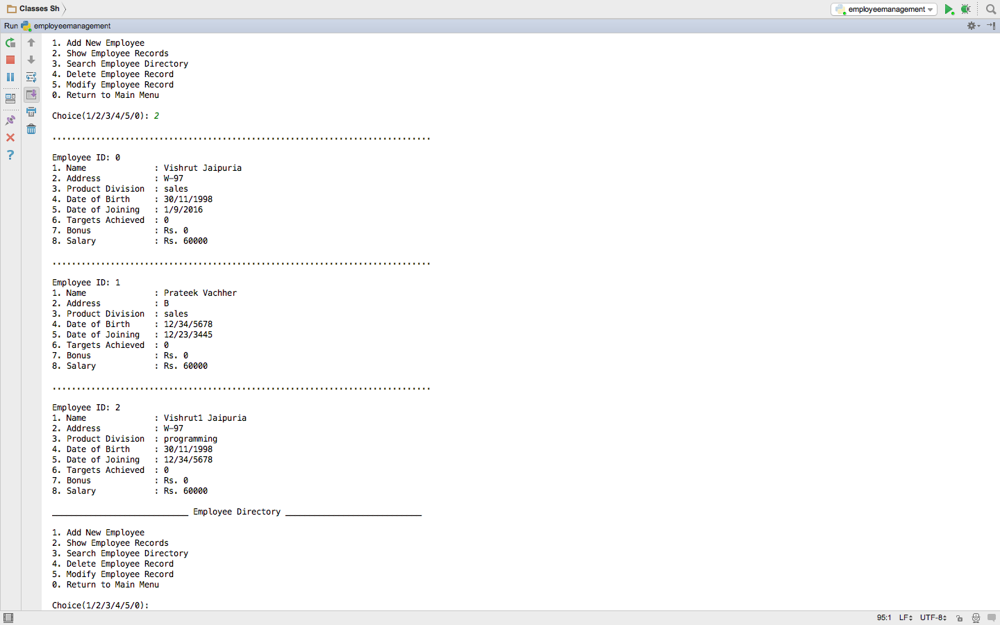 Classes Sh
employeemanagement
Run employeemanagement
1. Add New Employee
2. Show Employee Records
3. Search Employee Directory
4. Delete Employee Record
5. Modify Employee Record
0. Return to Main Menu
Choice(1/2/3/4/5/0): 2
..............................................................................
Employee ID: 0
1. Name : Vishrut Jaipuria
2. Address : W-97
3. Product Division : sales
4. Date of Birth : 30/11/1998
5. Date of Joining : 1/9/2016
6. Targets Achieved : 0
7. Bonus : Rs. 0
8. Salary : Rs. 60000
..............................................................................
Employee ID: 1
1. Name : Prateek Vachher
2. Address : B
3. Product Division : sales
4. Date of Birth : 12/34/5678
5. Date of Joining : 12/23/3445
6. Targets Achieved : 0
7. Bonus : Rs. 0
8. Salary : Rs. 60000
..............................................................................
Employee ID: 2
1. Name : Vishrut1 Jaipuria
2. Address : W-97
3. Product Division : programming
4. Date of Birth : 30/11/1998
5. Date of Joining : 12/34/5678
6. Targets Achieved : 0
7. Bonus : Rs. 0
8. Salary : Rs. 60000
____________________________ Employee Directory ____________________________
1. Add New Employee
2. Show Employee Records
3. Search Employee Directory
4. Delete Employee Record
5. Modify Employee Record
0. Return to Main Menu
Choice(1/2/3/4/5/0):
95:1 LF UTF-8